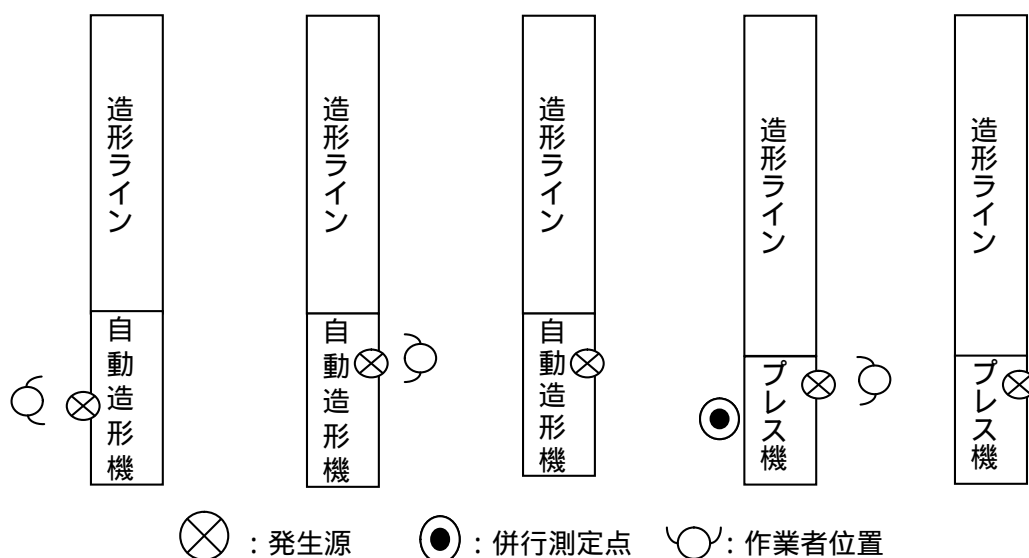 造形ライン
自動造形機
造形ライン
自動造形機
造形ライン
自動造形機
造形ライン
プレス機
造形ライン
プレス機
:発生源
:併行測定点
:作業者位置